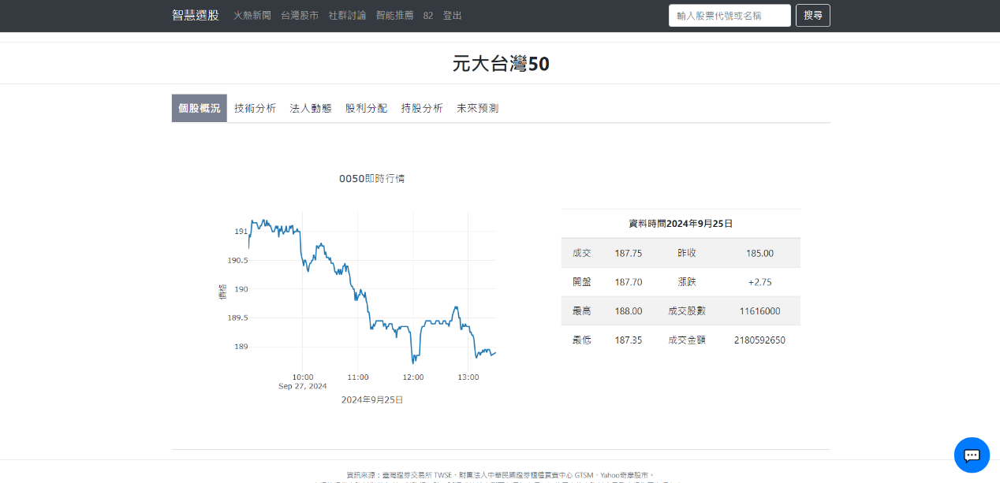 智慧選股 火熱新聞 台灣股市 社群討論 智能推薦 82 登出 輸入股票代號或名稱 搜尋
元大台灣50
個股概況 技術分析 法人動態 股利分配 持股分析 未來預測
0050即時行情
價格
191
190.5
190
189.5
189
10:00 11:00 12:00 13:00
Sep 27, 2024
2024年9月25日
資料時間2024年9月25日
成交 187.75 昨收 185.00
開盤 187.70 漲跌 +2.75
最高 188.00 成交股數 11616000
最低 187.35 成交金額 2180592650
資訊來源：臺灣證券交易所 TWSE、財團法人中華民國證券櫃檯買賣中心 GTSM、Yahoo奇摩股市。